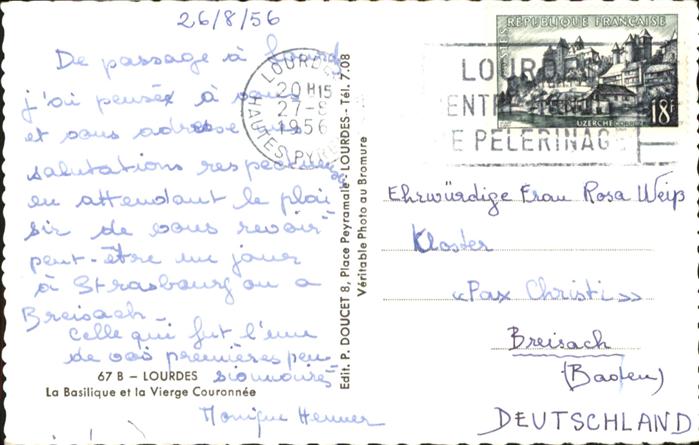 26/8/56
De passage à Lourdes
j'ai pensée à vous
et vous adresse mes
salutations respectueuses
en attendant le plai
sir de vous revoir
peut-être un jour
à Strasbourg ou a
Breisach.
Celle qui fut l'une
de vos premières pen-
sionnaires
Monique
67 B – LOURDES
La Basilique et la Vierge Couronnée
Edit. P. DOUCET 8, Place Peyramale - LOURDES - Tél. 7.08
Véritable Photo au Bromure
LOURDES
20 H15
27-8
1956
HAUTES PYR
LOURDES
PELERINAGE
POSTES
RÉPUBLIQUE FRANÇAISE
18F
UZERCHE
Ehrwürdige Frau Rosa Weiß
Kloster
«Pax Christi»
Breisach
(Baden)
DEUTSCHLAND